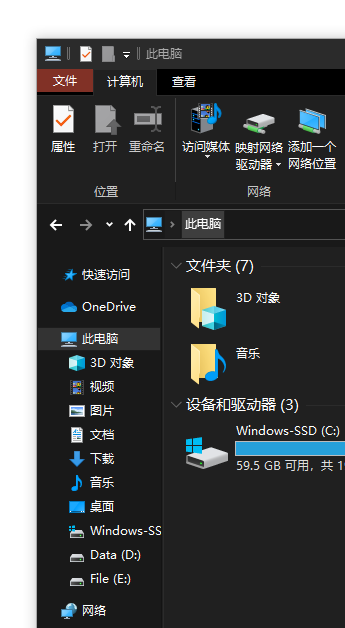 此电脑
文件 计算机 查看
属性 打开 重命名 访问媒体 映射网络 添加一个
驱动器 网络位置
位置 网络
此电脑
快速访问
OneDrive
此电脑
3D 对象
视频
图片
文档
下载
音乐
桌面
Windows-SS
Data (D:)
File (E:)
网络
文件夹 (7)
3D 对象
音乐
设备和驱动器 (3)
Windows-SSD (C:)
59.5 GB 可用，共 19